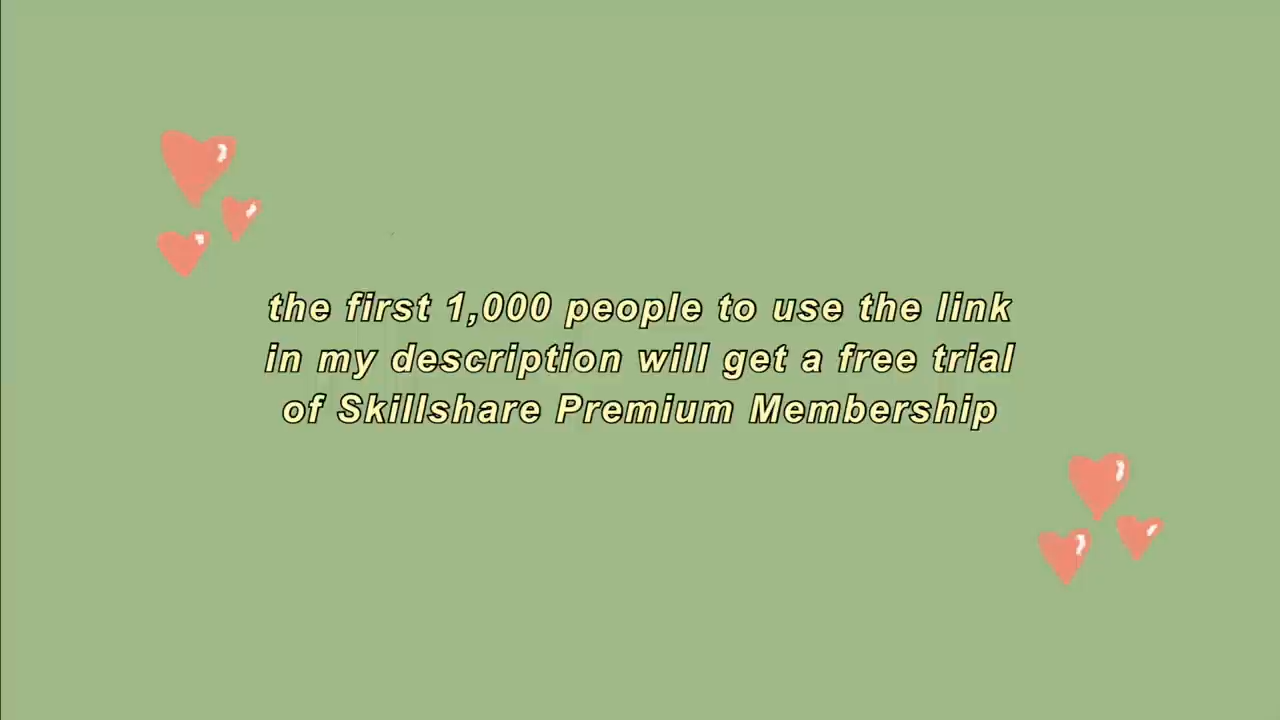 the first 1,000 people to use the link
in my description will get a free trial
of Skillshare Premium Membership